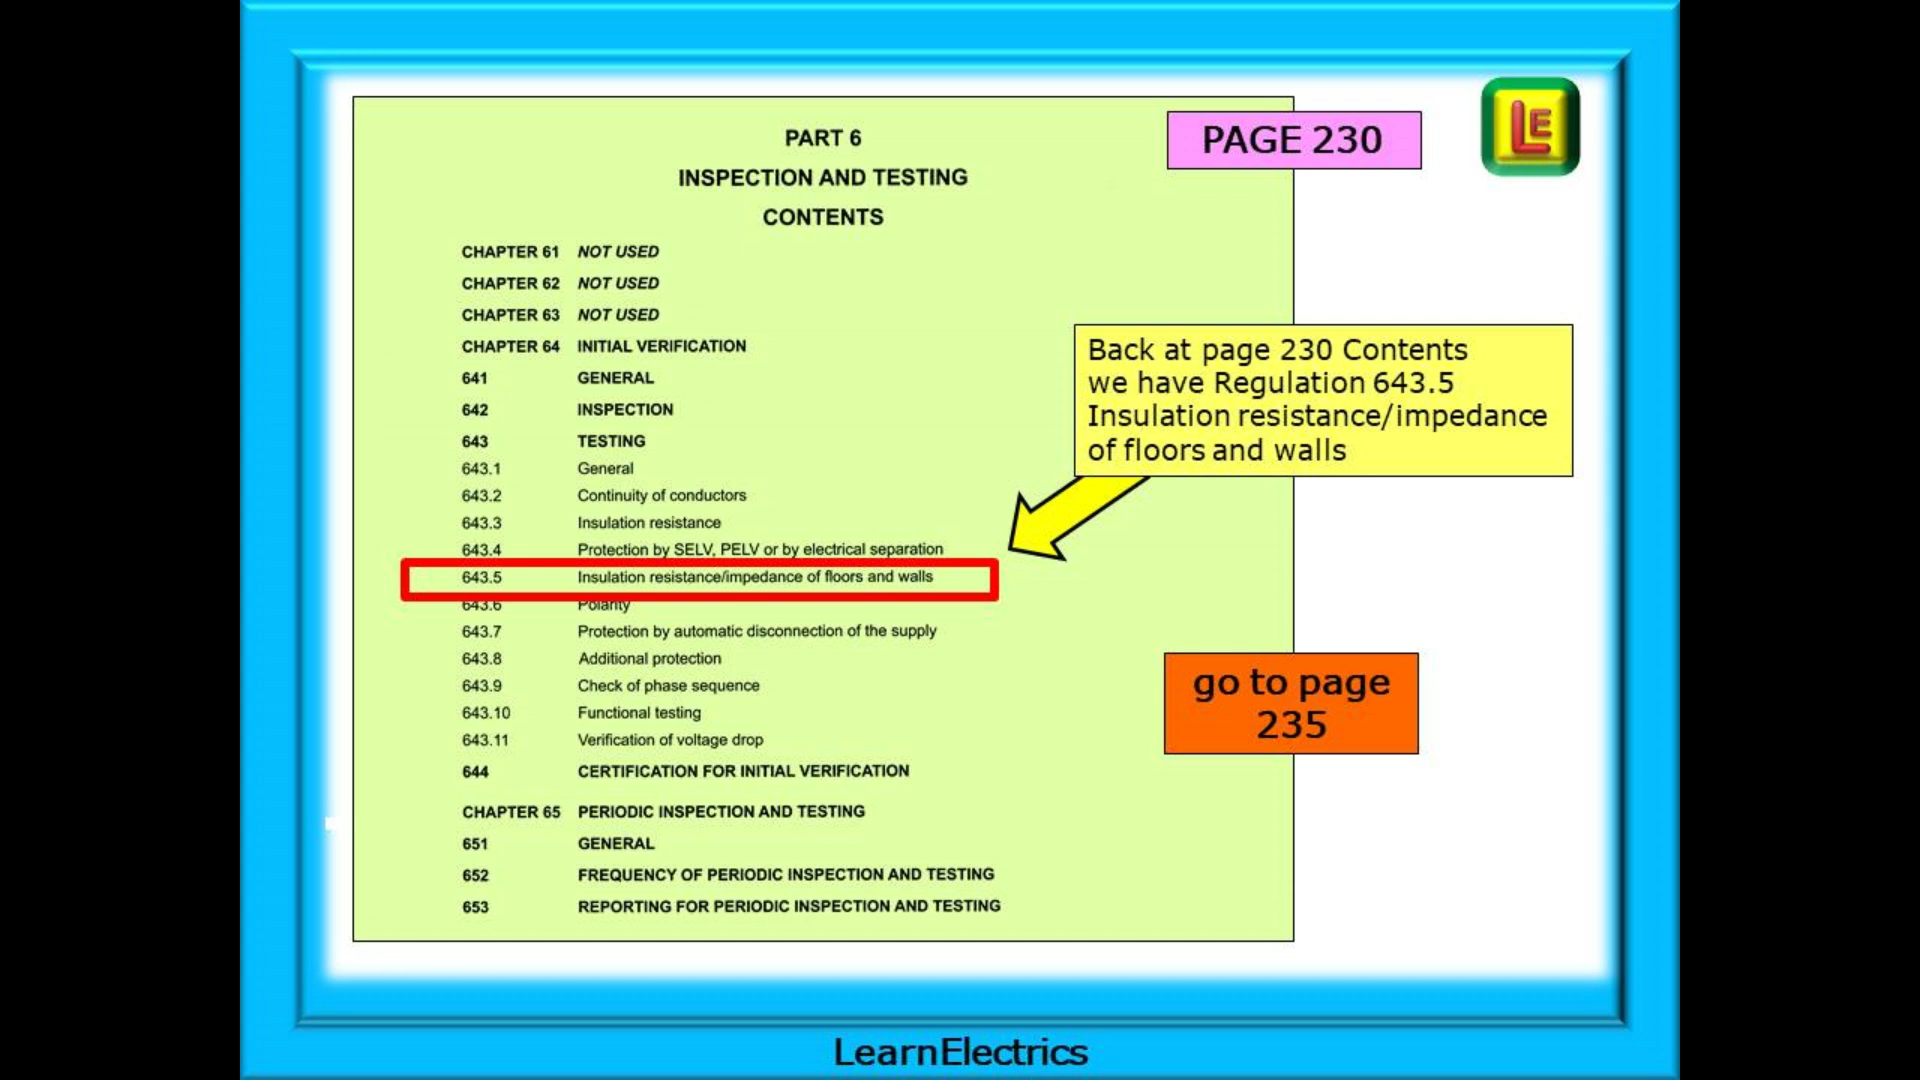 PART 6
INSPECTION AND TESTING
CONTENTS
PAGE 230
LE
CHAPTER 61 NOT USED
CHAPTER 62 NOT USED
CHAPTER 63 NOT USED
CHAPTER 64 INITIAL VERIFICATION
641 GENERAL
642 INSPECTION
643 TESTING
643.1 General
643.2 Continuity of conductors
643.3 Insulation resistance
643.4 Protection by SELV, PELV or by electrical separation
643.5 Insulation resistance/impedance of floors and walls
643.6 Polarity
643.7 Protection by automatic disconnection of the supply
643.8 Additional protection
643.9 Check of phase sequence
643.10 Functional testing
643.11 Verification of voltage drop
644 CERTIFICATION FOR INITIAL VERIFICATION
CHAPTER 65 PERIODIC INSPECTION AND TESTING
651 GENERAL
652 FREQUENCY OF PERIODIC INSPECTION AND TESTING
653 REPORTING FOR PERIODIC INSPECTION AND TESTING
Back at page 230 Contents
we have Regulation 643.5
Insulation resistance/impedance
of floors and walls
go to page
235
LearnElectrics